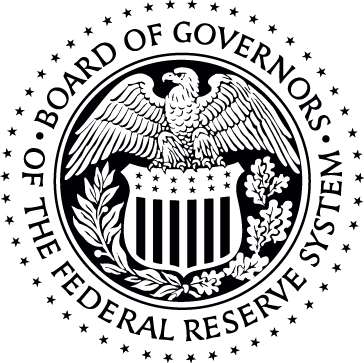 BOARD OF GOVERNORS
OF THE FEDERAL RESERVE SYSTEM